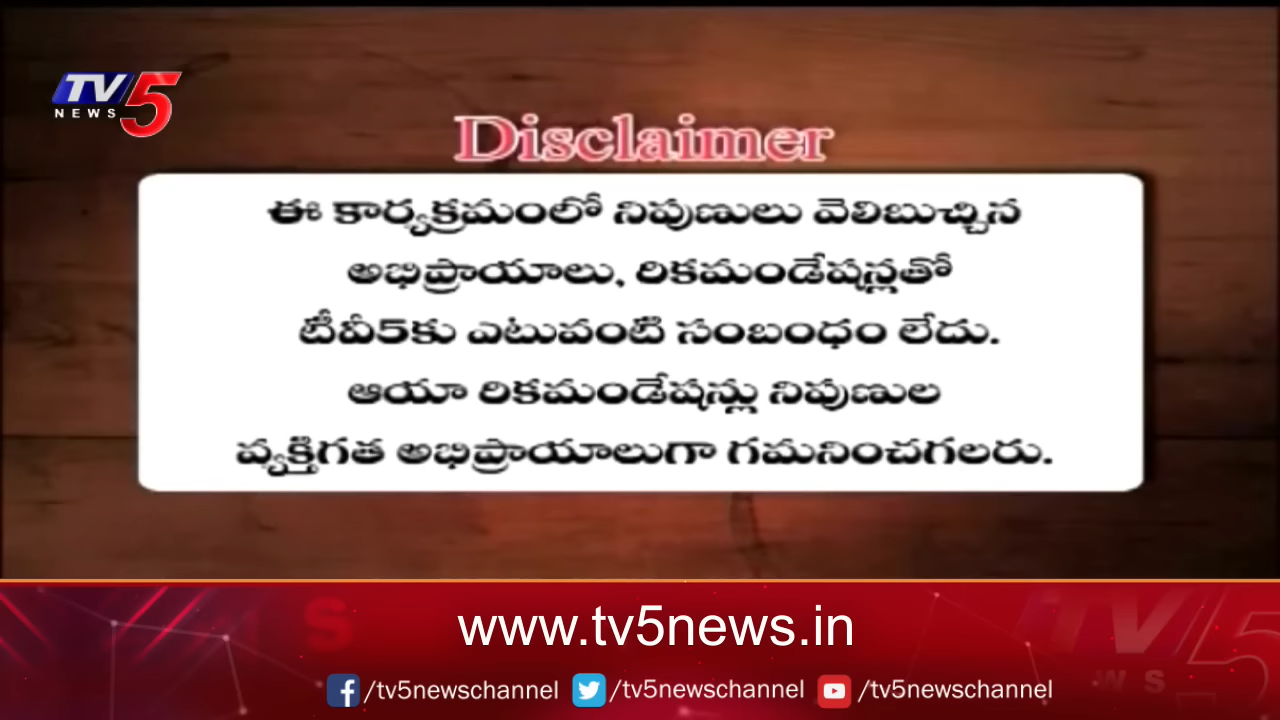 TV5
NEWS
Disclaimer
ఈ కార్యక్రమంలో నిపుణులు వెలిబుచ్చిన
అభిప్రాయాలు, రికమండేషన్లతో
టీవీ5కు ఎటువంటి సంబంధం లేదు.
ఆయా రికమండేషన్లు నిపుణుల
వ్యక్తిగత అభిప్రాయాలుగా గమనించగలరు.
www.tv5news.in
/tv5newschannel /tv5newschannel /tv5newschannel